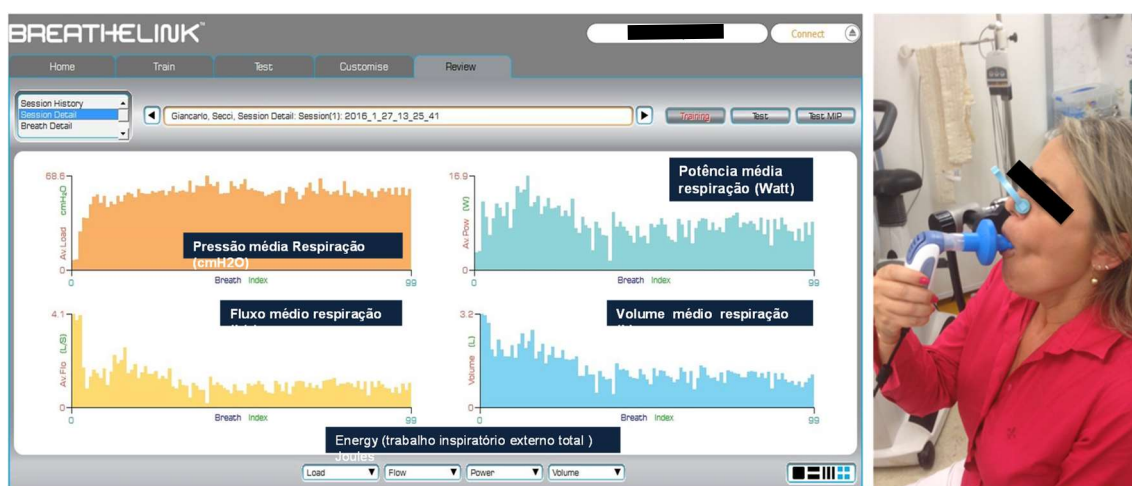 BREATHELINK™
Connect
Home
Train
Test
Customise
Review
Session History
Session Detail
Breath Detail
Giancarlo, Secci, Session Detail: Session(1): 2016_1_27_13_25_41
Training
Test
Test MIP
68.6
Av.Load cmH2O
0
0
Breath Index
99
Pressão média Respiração
(cmH2O)
16.9
Av.Pow (W)
0
0
Breath Index
99
Potência média
respiração (Watt)
4.1
Av.Flo (L/S)
0
0
Breath Index
99
Fluxo médio respiração
3.2
Volume (L)
0
0
Breath Index
99
Volume médio respiração
Energy (trabalho inspiratório externo total )
Joules
Load
Flow
Power
Volume